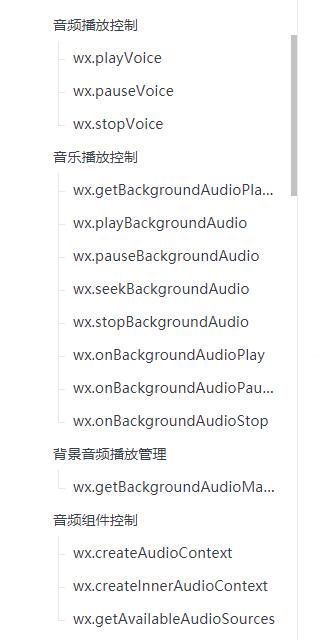 音频播放控制
wx.playVoice
wx.pauseVoice
wx.stopVoice
音乐播放控制
wx.getBackgroundAudioPla...
wx.playBackgroundAudio
wx.pauseBackgroundAudio
wx.seekBackgroundAudio
wx.stopBackgroundAudio
wx.onBackgroundAudioPlay
wx.onBackgroundAudioPau...
wx.onBackgroundAudioStop
背景音频播放管理
wx.getBackgroundAudioMa...
音频组件控制
wx.createAudioContext
wx.createInnerAudioContext
wx.getAvailableAudioSources